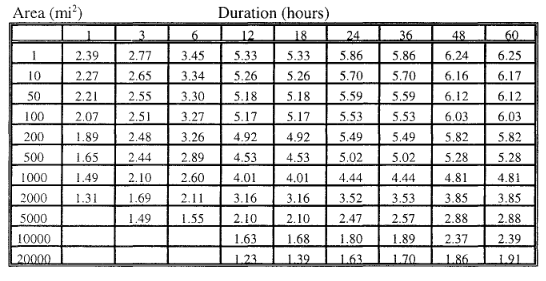 Area (mi²) Duration (hours)
1 3 6 12 18 24 36 48 60
1 2.39 2.77 3.45 5.33 5.33 5.86 5.86 6.24 6.25
10 2.27 2.65 3.34 5.26 5.26 5.70 5.70 6.16 6.17
50 2.21 2.55 3.30 5.18 5.18 5.59 5.59 6.12 6.12
100 2.07 2.51 3.27 5.17 5.17 5.53 5.53 6.03 6.03
200 1.89 2.48 3.26 4.92 4.92 5.49 5.49 5.82 5.82
500 1.65 2.44 2.89 4.53 4.53 5.02 5.02 5.28 5.28
1000 1.49 2.10 2.60 4.01 4.01 4.44 4.44 4.81 4.81
2000 1.31 1.69 2.11 3.16 3.16 3.52 3.53 3.85 3.85
5000 1.49 1.55 2.10 2.10 2.47 2.57 2.88 2.88
10000 1.63 1.68 1.80 1.89 2.37 2.39
20000 1.23 1.39 1.63 1.70 1.86 1.91